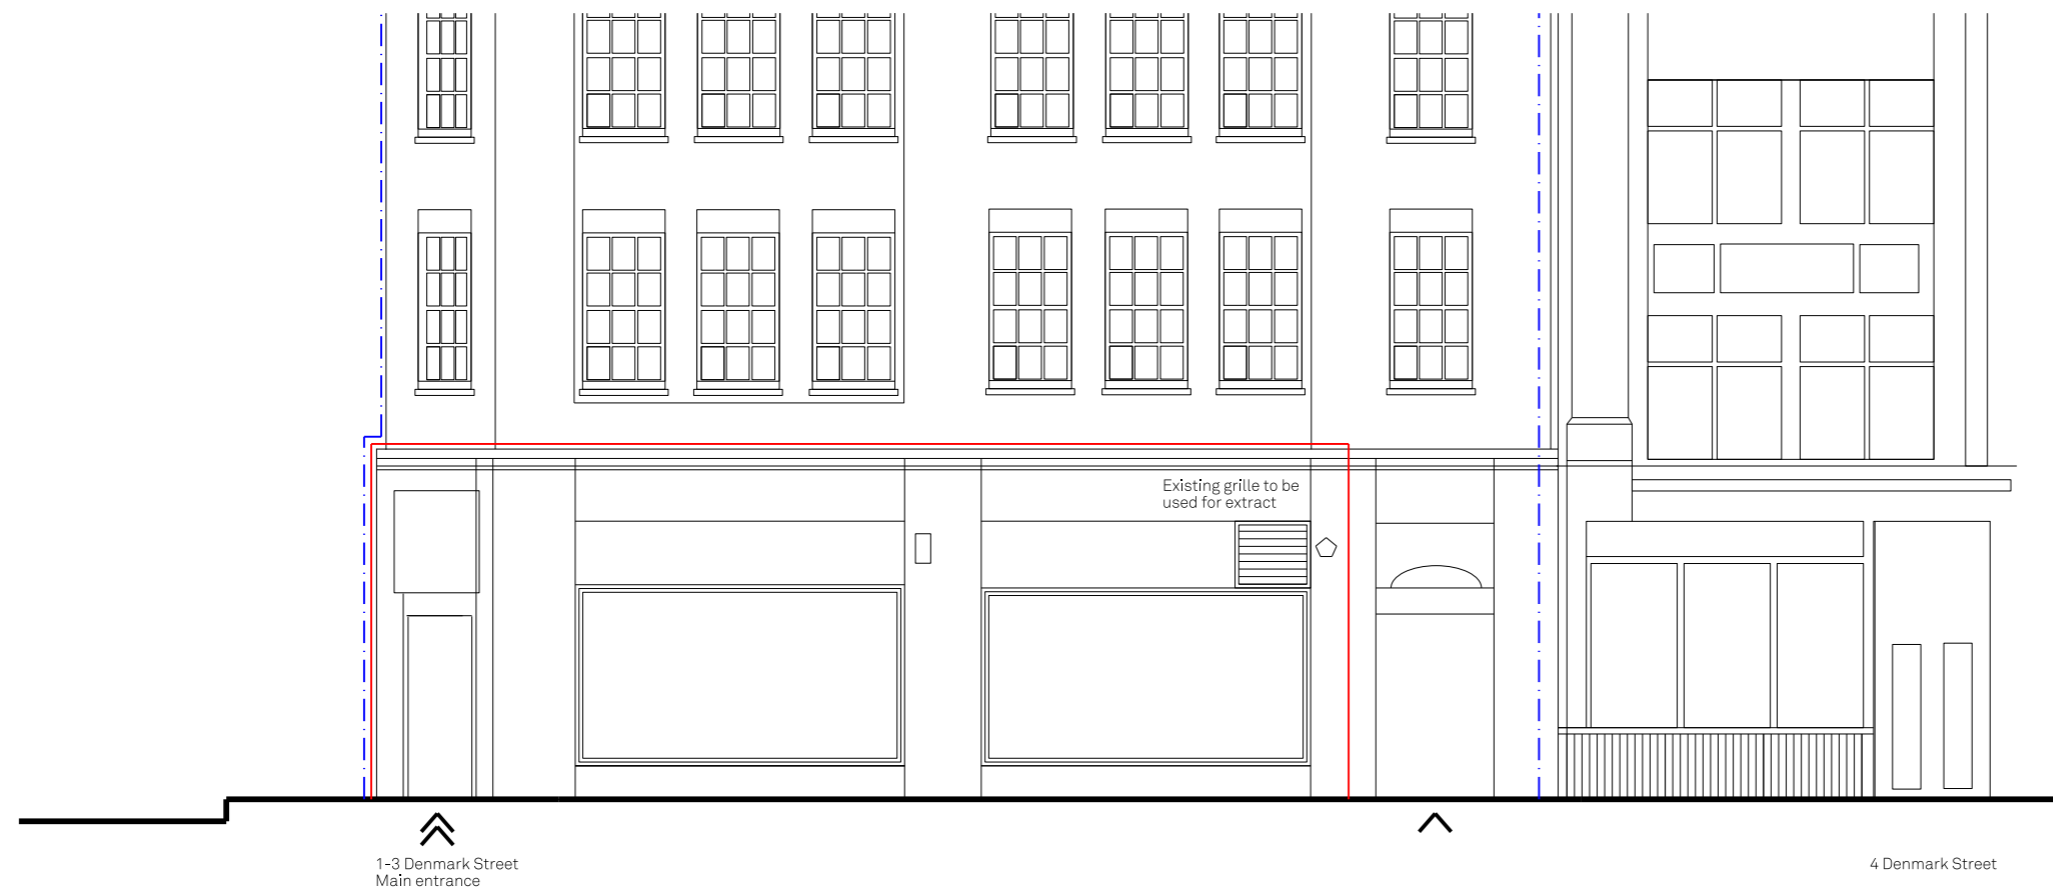 Existing grille to be
used for extract
1-3 Denmark Street
Main entrance
4 Denmark Street